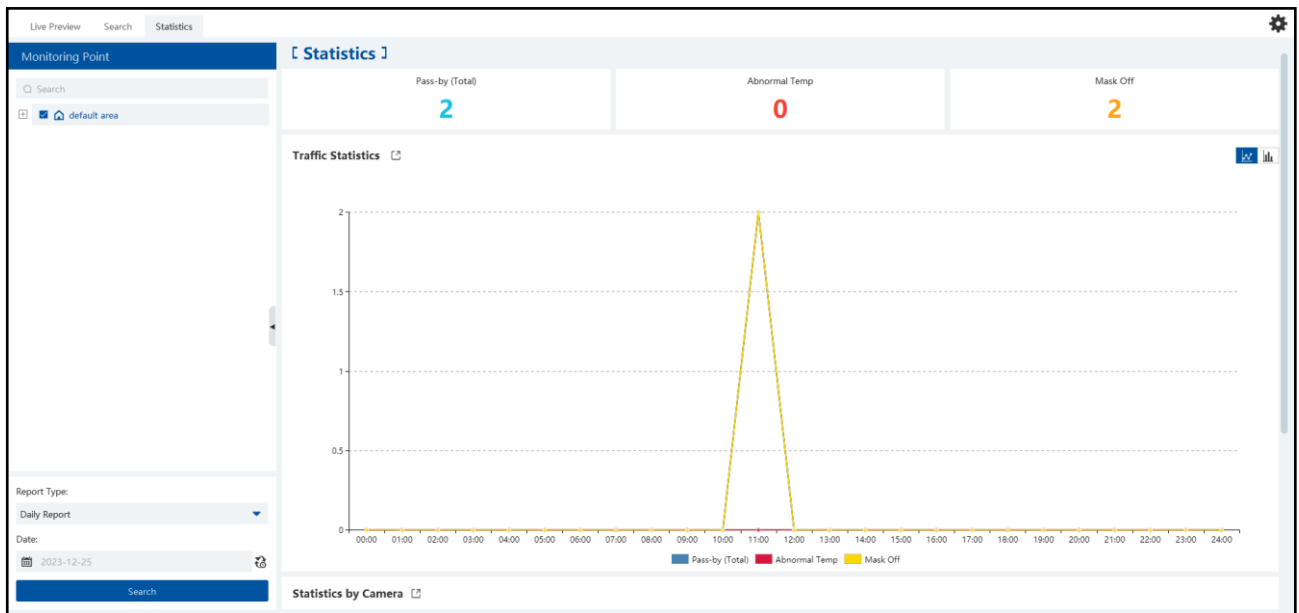 Live Preview Search Statistics
Monitoring Point
Search
default area
Report Type:
Daily Report
Date:
2023-12-25
Search
[ Statistics ]
Pass-by (Total) Abnormal Temp Mask Off
2 0 2
Traffic Statistics
2
1.5
1
0.5
0
00:00 01:00 02:00 03:00 04:00 05:00 06:00 07:00 08:00 09:00 10:00 11:00 12:00 13:00 14:00 15:00 16:00 17:00 18:00 19:00 20:00 21:00 22:00 23:00 24:00
Pass-by (Total) Abnormal Temp Mask Off
Statistics by Camera